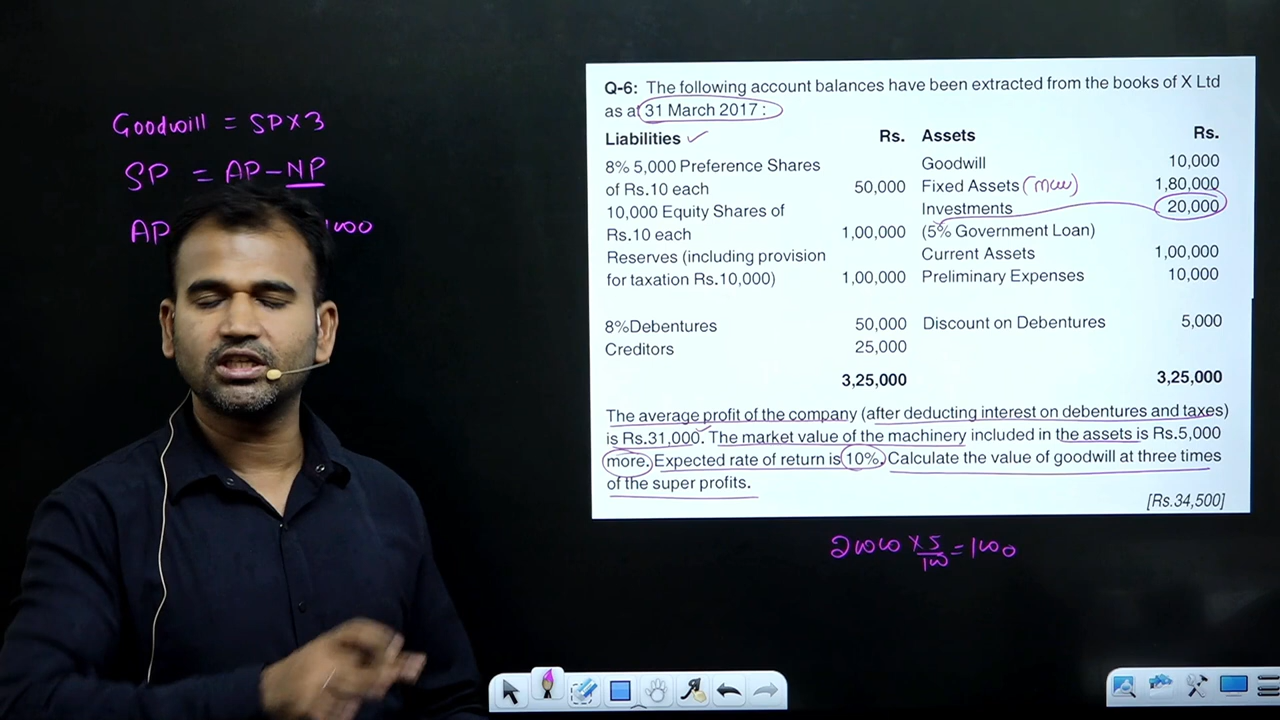 Goodwill = SP X 3
SP = AP - NP
AP
Q-6: The following account balances have been extracted from the books of X Ltd
as at 31 March 2017 :
Liabilities Rs. Assets Rs.
8% 5,000 Preference Shares Goodwill 10,000
of Rs.10 each 50,000 Fixed Assets 1,80,000
10,000 Equity Shares of Investments 20,000
Rs.10 each 1,00,000 (5% Government Loan)
Reserves (including provision Current Assets 1,00,000
for taxation Rs.10,000) 1,00,000 Preliminary Expenses 10,000
8%Debentures 50,000 Discount on Debentures 5,000
Creditors 25,000
3,25,000 3,25,000
The average profit of the company (after deducting interest on debentures and taxes)
is Rs.31,000. The market value of the machinery included in the assets is Rs.5,000
more. Expected rate of return is 10%. Calculate the value of goodwill at three times
of the super profits.
[Rs.34,500]
20000 X 5/100 = 1000